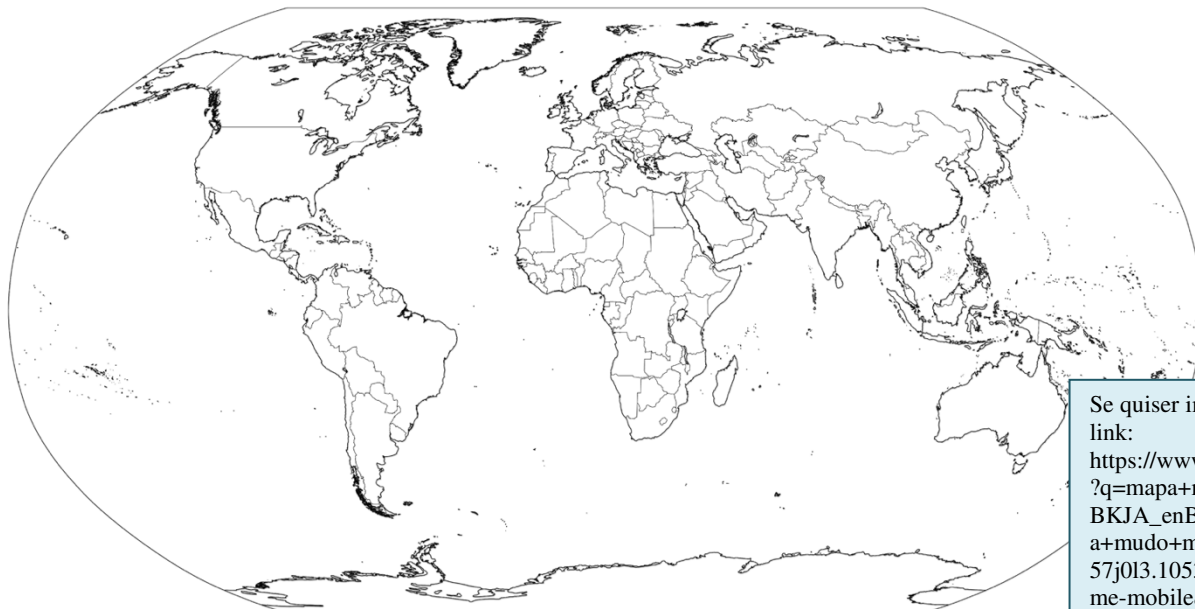 Se quiser
link:
https://www
?q=mapa+
BKJA_enB
a+mudo+m
57j0l3.105
me-mobile